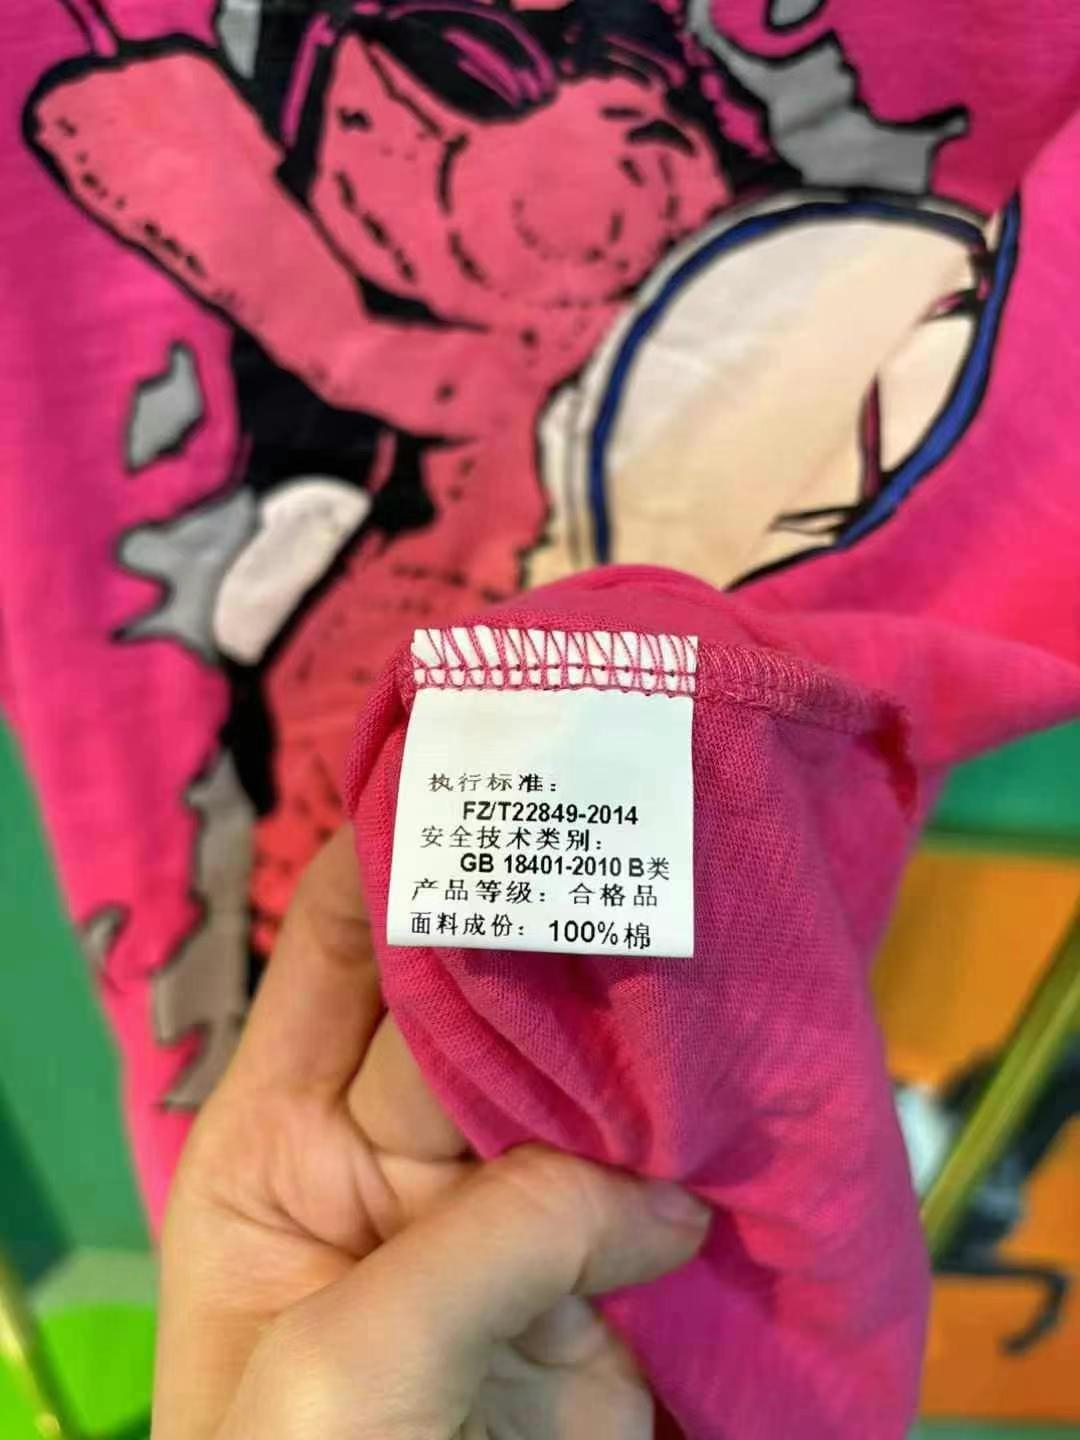 执行标准：
FZ/T22849-2014
安全技术类别：
GB 18401-2010 B类
产品等级：合格品
面料成份：100%棉